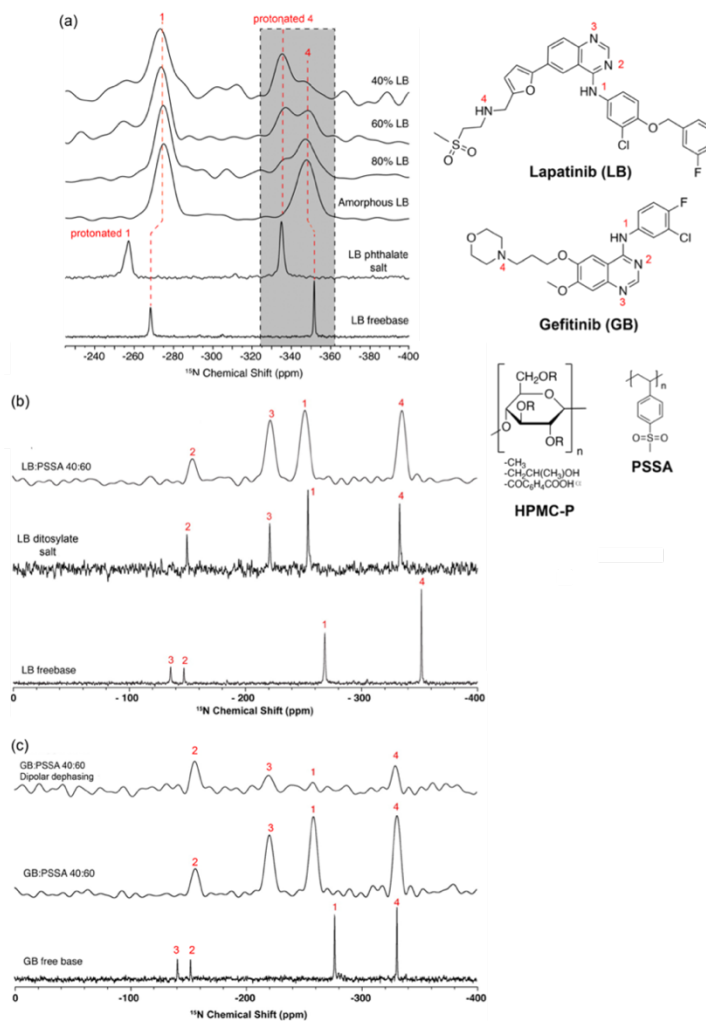 (a)
1
protonated 4
4
40% LB
60% LB
80% LB
Amorphous LB
protonated 1
LB phthalate
salt
LB freebase
-240 -260 -280 -300 -320 -340 -360 -380 -400
¹⁵N Chemical Shift (ppm)
N 3
N 2
HN 1
4 HN
O
O
S
O O
Cl
O
F
Lapatinib (LB)
F
Cl
HN 1
O
N 4
O
O
N 2
N 3
Gefitinib (GB)
CH₂OR
O
OR
O
OR
n
-CH₃
-CH₂CH(CH₃)OH
-COC₆H₄COOH
HPMC-P
n
O=S=O
PSSA
(b)
2 3 1 4
LB:PSSA 40:60
2 3 1 4
LB ditosylate
salt
3 2 1 4
LB freebase
0 - 100 - 200 - 300 -400
¹⁵N Chemical Shift (ppm)
(c)
GB:PSSA 40:60
Dipolar dephasing
2 3 1 4
GB:PSSA 40:60
2 3 1 4
GB free base
3 2 1 4
0 -100 -200 -300 -400
¹⁵N Chemical Shift (ppm)